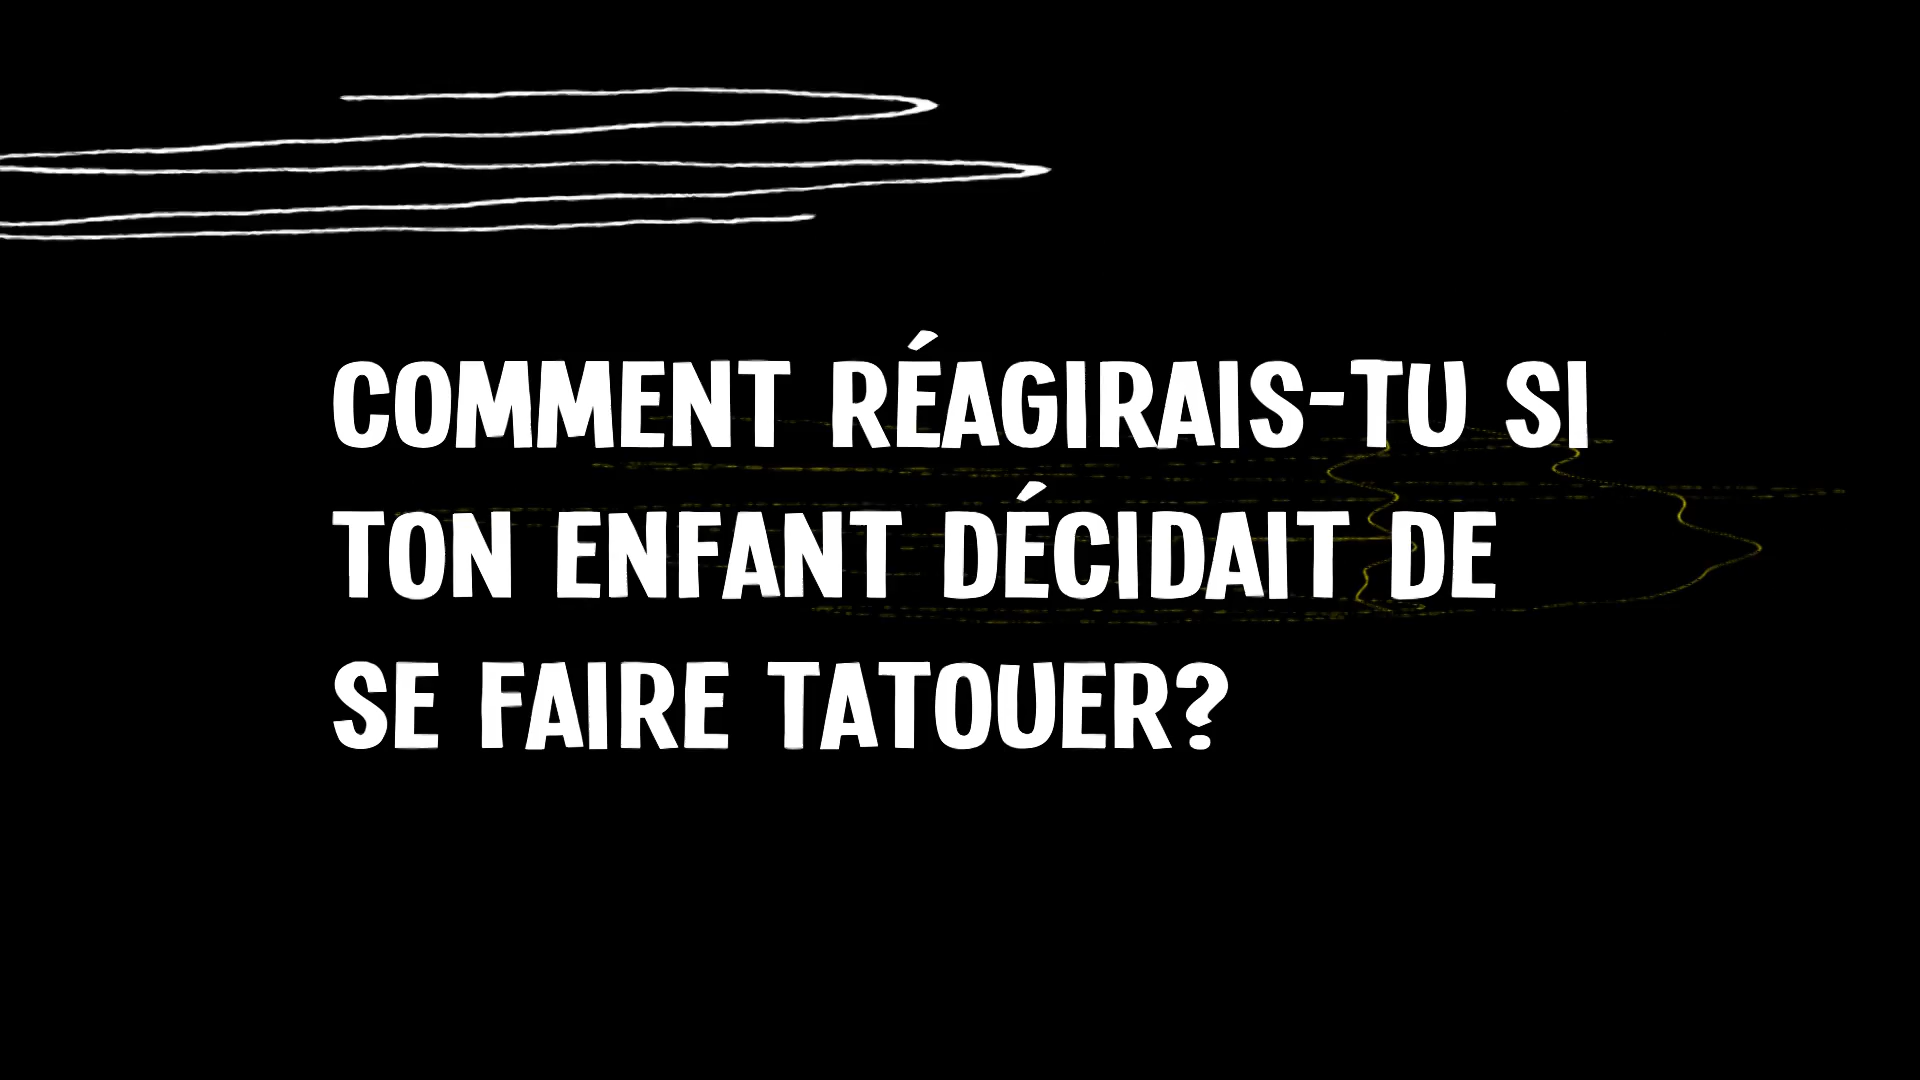 COMMENT RÉAGIRAIS-TU SI
TON ENFANT DÉCIDAIT DE
SE FAIRE TATOUER?